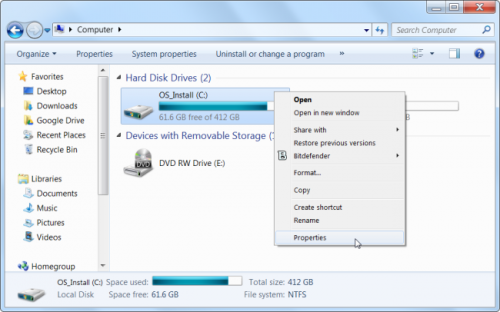 Computer
Search Computer
Organize Properties System properties Uninstall or change a program »
Favorites
Desktop
Downloads
Google Drive
Recent Places
Recycle Bin
Libraries
Documents
Music
Pictures
Videos
Homegroup
Hard Disk Drives (2)
OS_Install (C:)
61.6 GB free of 412 GB
GB
Devices with Removable Storage (
DVD RW Drive (E:)
DVD
Open
Open in new window
Share with
Restore previous versions
Bitdefender
Format...
Copy
Create shortcut
Rename
Properties
OS_Install (C:) Space used: Total size: 412 GB
Local Disk Space free: 61.6 GB File system: NTFS